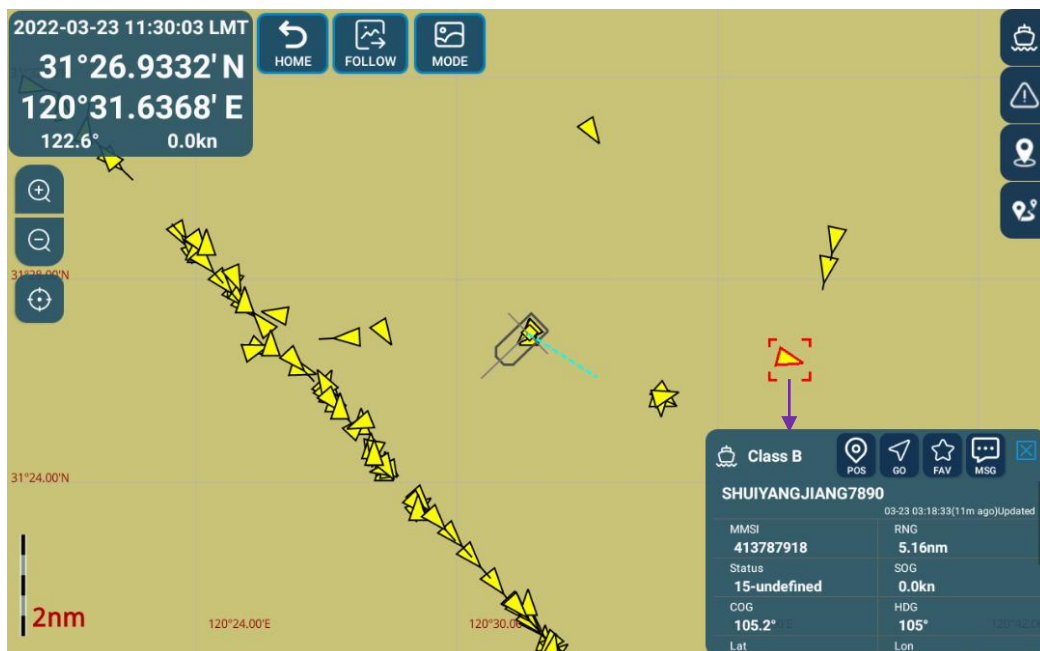 2022-03-23 11:30:03 LMT
31°26.9332' N
120°31.6368' E
122.6° 0.0kn
HOME
FOLLOW
MODE
31°28.00'N
31°24.00'N
2nm
120°24.00'E
120°30.00
Class B
POS
GO
FAV
MSG
SHUIYANGJIANG7890
03-23 03:18:33(11m ago)Updated
MMSI
413787918
RNG
5.16nm
Status
15-undefined
SOG
0.0kn
COG
105.2°
HDG
105°
Lat
Lon